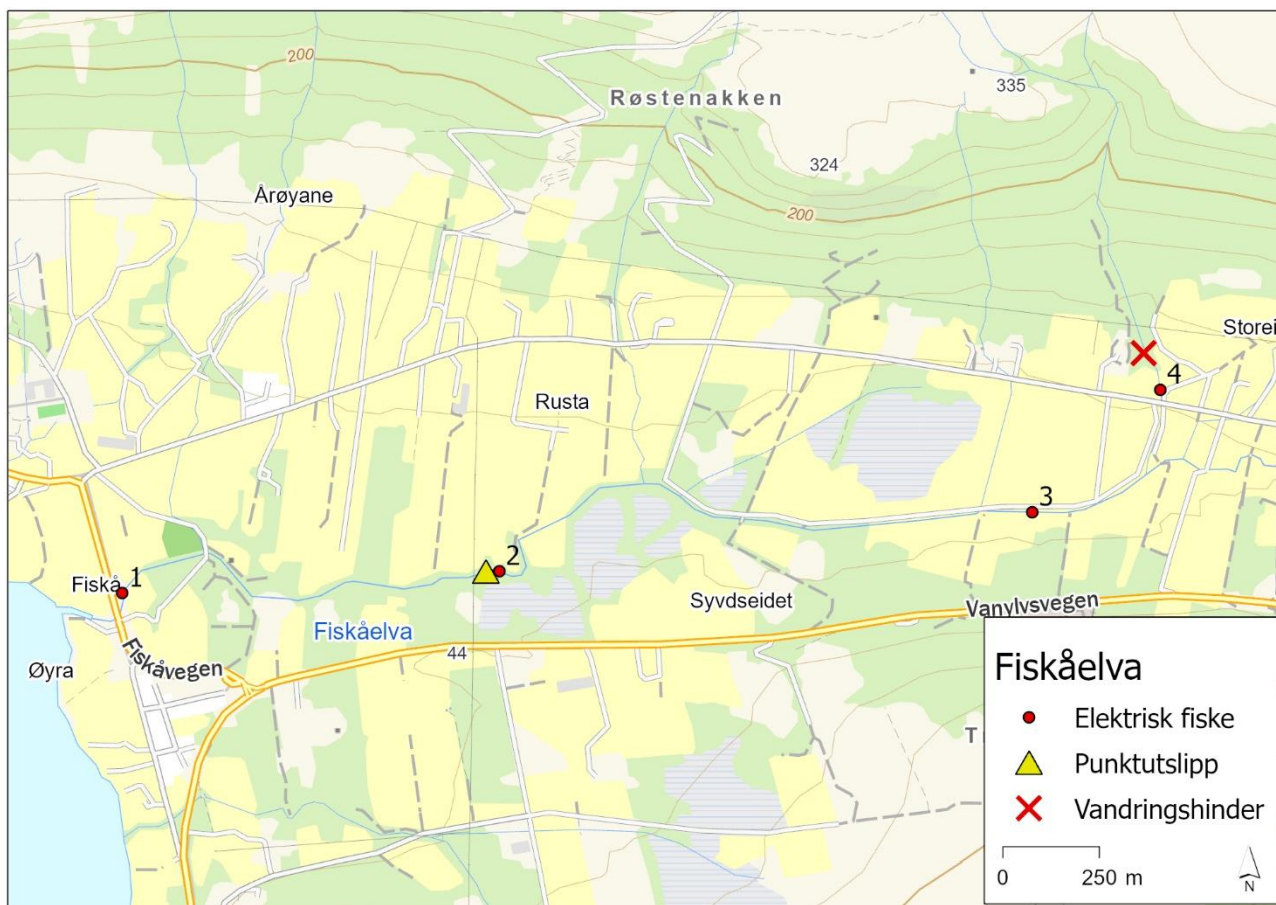 200
335
Røstenakken
324
Årøyane
200
Storei
4
Rusta
3
2
Fiskå
1
Syvdseidet
Vanylvsvegen
Fiskåelva
Fiskåvegen
44
Øyra
T
Fiskåelva
Elektrisk fiske
Punktutslipp
Vandringshinder
0 250 m
N